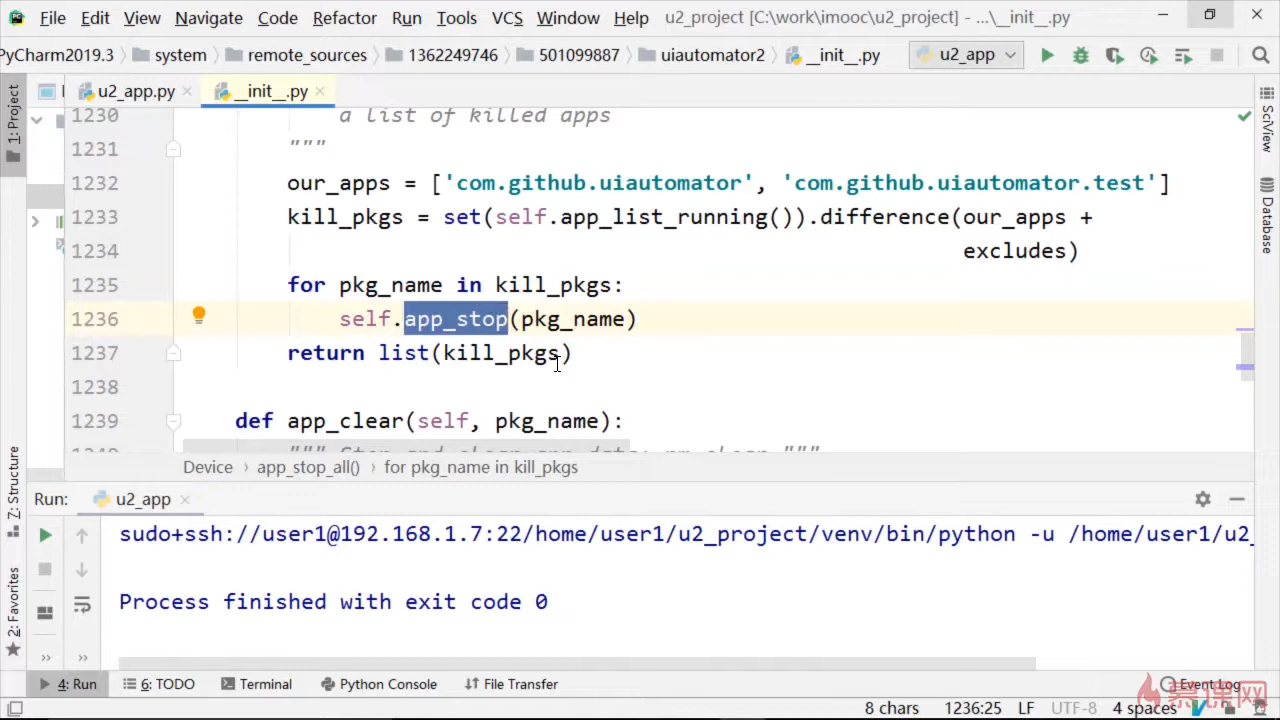 File Edit View Navigate Code Refactor Run Tools VCS Window Help u2_project [C:\work\imooc\u2_project] - ...\__init__.py
PyCharm2019.3 system remote_sources 1362249746 501099887 uiautomator2 __init__.py u2_app
u2_app.py __init__.py
1230 a list of killed apps
1231 """
1232 our_apps = ['com.github.uiautomator', 'com.github.uiautomator.test']
1233 kill_pkgs = set(self.app_list_running()).difference(our_apps +
1234 excludes)
1235 for pkg_name in kill_pkgs:
1236 self.app_stop(pkg_name)
1237 return list(kill_pkgs)
1238
1239 def app_clear(self, pkg_name):
Device app_stop_all() for pkg_name in kill_pkgs
1: Project
Z: Structure
2: Favorites
SciView
Database
Run: u2_app
sudo+ssh://user1@192.168.1.7:22/home/user1/u2_project/venv/bin/python -u /home/user1/u2_
Process finished with exit code 0
4: Run 6: TODO Terminal Python Console File Transfer Event Log
慕课网
8 chars 1236:25 LF UTF-8 4 spaces